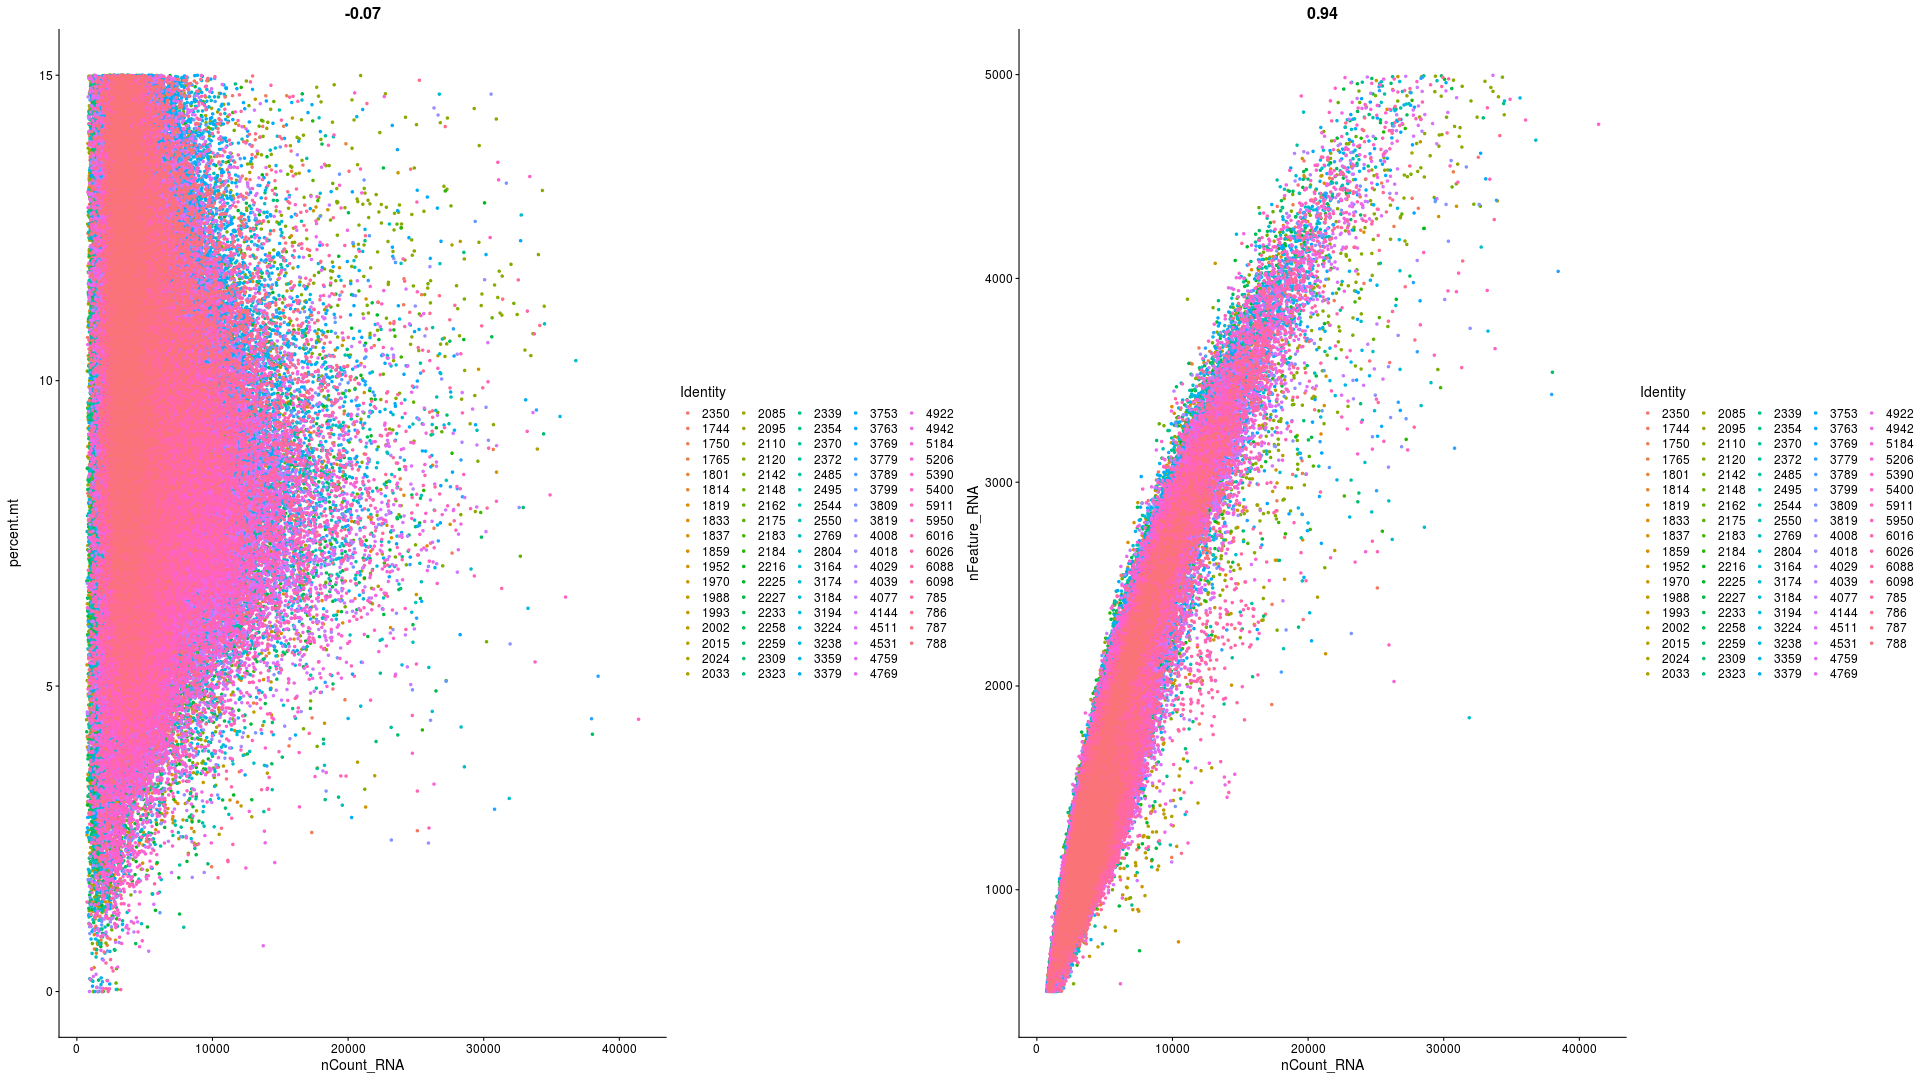 -0.07
percent.mt
15
10
5
0
0 10000 20000 30000 40000
nCount_RNA
Identity
2350 2085 2339 3753 4922
1744 2095 2354 3763 4942
1750 2110 2370 3769 5184
1765 2120 2372 3779 5206
1801 2142 2485 3789 5390
1814 2148 2495 3799 5400
1819 2162 2544 3809 5911
1833 2175 2550 3819 5950
1837 2183 2769 4008 6016
1859 2184 2804 4018 6026
1952 2216 3164 4029 6088
1970 2225 3174 4039 6098
1988 2227 3184 4077 785
1993 2233 3194 4144 786
2002 2258 3224 4511 787
2015 2259 3238 4531 788
2024 2309 3359 4759
2033 2323 3379 4769
0.94
nFeature_RNA
5000
4000
3000
2000
1000
0 10000 20000 30000 40000
nCount_RNA
Identity
2350 2085 2339 3753 4922
1744 2095 2354 3763 4942
1750 2110 2370 3769 5184
1765 2120 2372 3779 5206
1801 2142 2485 3789 5390
1814 2148 2495 3799 5400
1819 2162 2544 3809 5911
1833 2175 2550 3819 5950
1837 2183 2769 4008 6016
1859 2184 2804 4018 6026
1952 2216 3164 4029 6088
1970 2225 3174 4039 6098
1988 2227 3184 4077 785
1993 2233 3194 4144 786
2002 2258 3224 4511 787
2015 2259 3238 4531 788
2024 2309 3359 4759
2033 2323 3379 4769